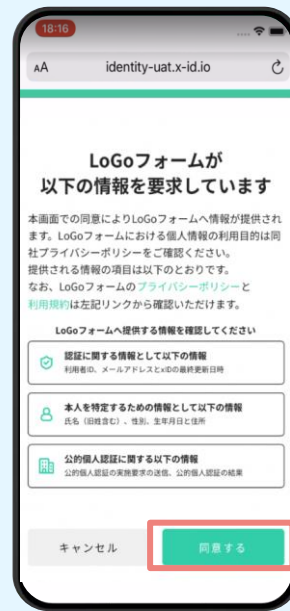 18:16
AA identity-uat.x-id.io
LoGoフォームが
以下の情報を要求しています
本画面での同意によりLoGoフォームへ情報が提供され
ます。LoGoフォームにおける個人情報の利用目的は同
社プライバシーポリシーをご確認ください。
提供される情報の項目は以下のとおりです。
なお、LoGoフォームのプライバシーポリシーと
利用規約は左記リンクから確認いただけます。
LoGoフォームへ提供する情報を確認してください
認証に関する情報として以下の情報
利用者ID、メールアドレスとxIDの最終更新日時
本人を特定するための情報として以下の情報
氏名（旧姓含む）、性別、生年月日と住所
公的個人認証に関する以下の情報
公的個人認証の実施要求の送信、公的個人認証の結果
キャンセル 同意する